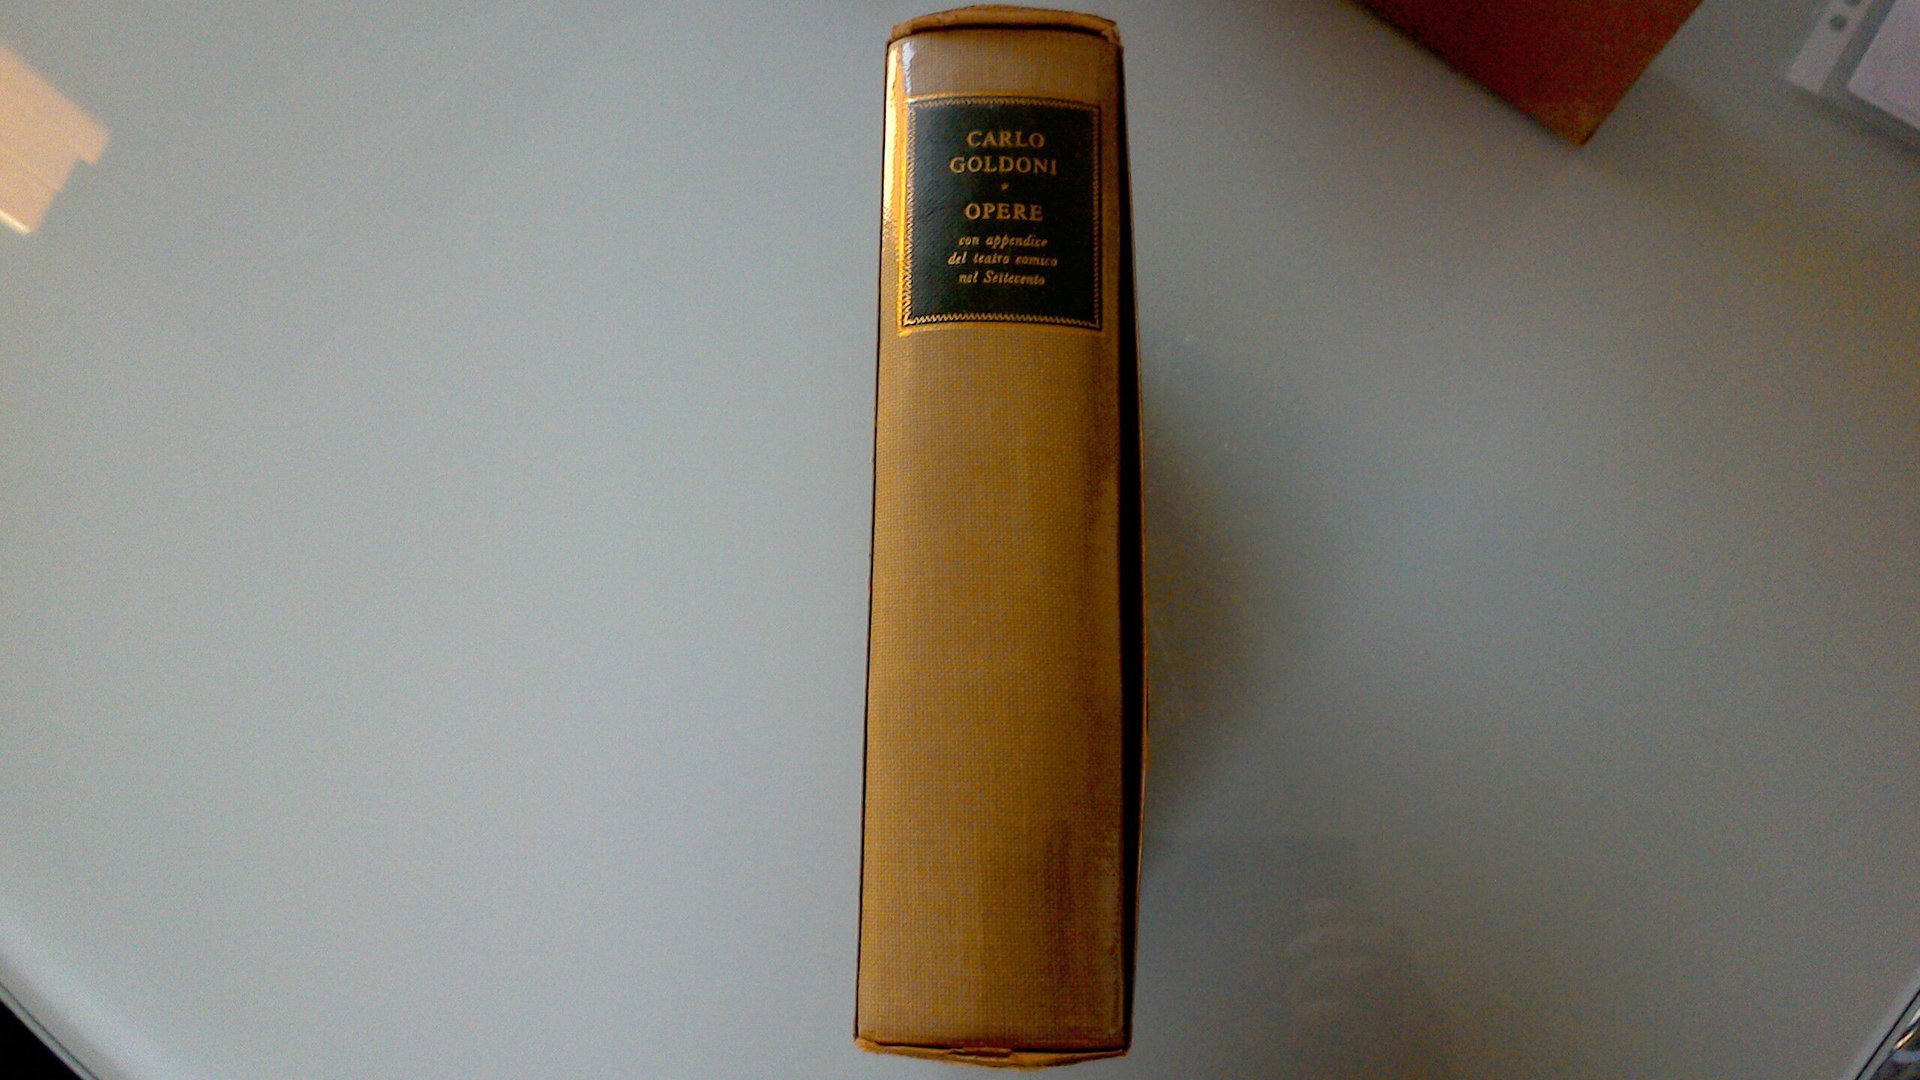 CARLO
GOLDONI
*
OPERE
con appendice
del teatro comico
nel Settecento